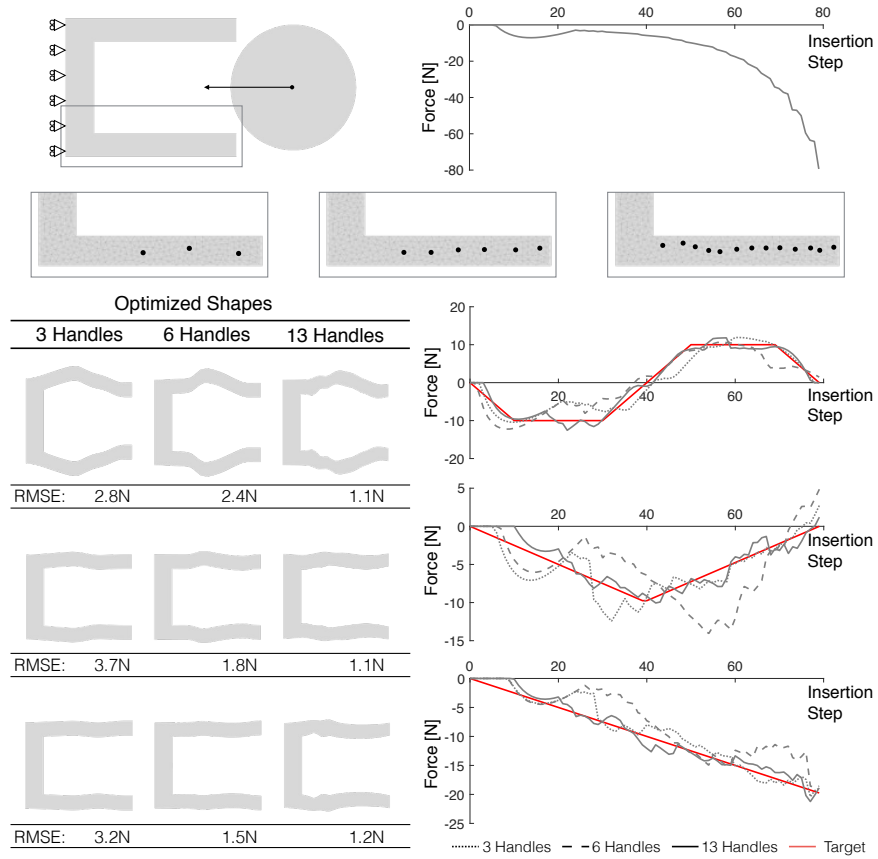 0 20 40 60 80
Insertion
Step
Force [N]
0
-20
-40
-60
-80
Optimized Shapes
3 Handles 6 Handles 13 Handles
RMSE: 2.8N 2.4N 1.1N
RMSE: 3.7N 1.8N 1.1N
RMSE: 3.2N 1.5N 1.2N
20
10
0
-10
-20
Force [N]
20 40 60
Insertion
Step
5
0
-5
-10
-15
Force [N]
20 40 60
Insertion
Step
0
-5
-10
-15
-20
-25
Force [N]
20 40 60
Insertion
Step
3 Handles 6 Handles 13 Handles Target